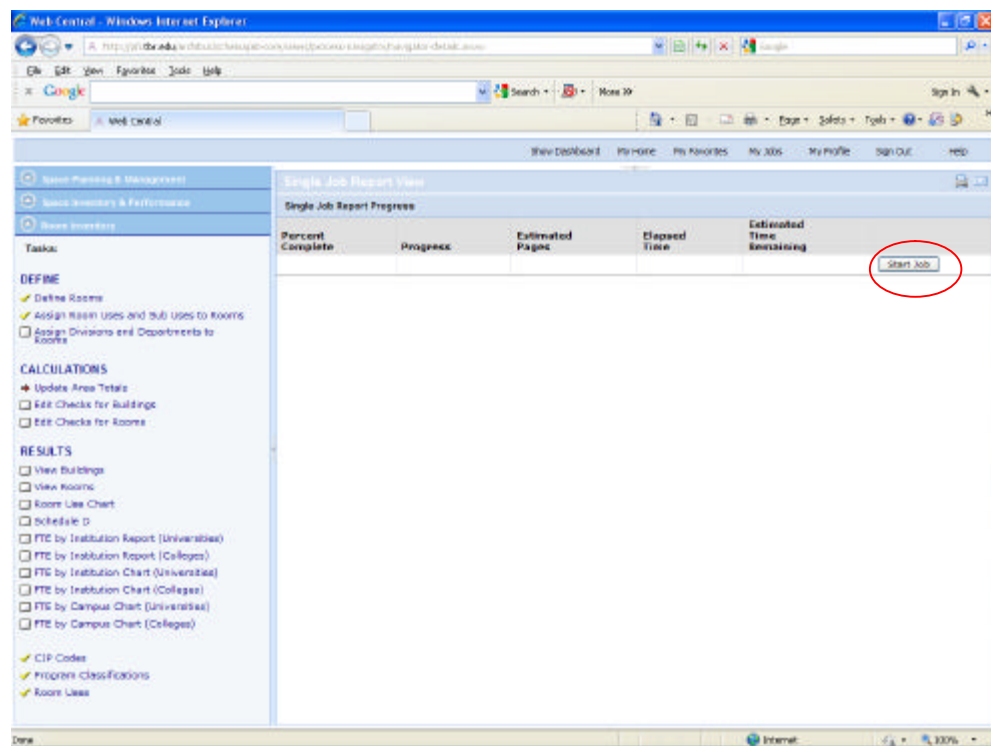 Web Central - Windows Internet Explorer
File Edit View Favorites Tools Help
Google Search More >> Sign In
Favorites Web Central Page Safety Tools
Show Dashboard My Home My Favorites My Jobs My Profile Sign Out Help
Space Planning & Management
Space Inventory & Performance
Room Inventory
Tasks:
DEFINE
Define Rooms
Assign Room Uses and Sub Uses to Rooms
Assign Divisions and Departments to
Rooms
CALCULATIONS
Update Area Totals
Edit Checks for Buildings
Edit Checks for Rooms
RESULTS
View Buildings
View Rooms
Room Use Chart
Schedule D
FTE by Institution Report (Universities)
FTE by Institution Report (Colleges)
FTE by Institution Chart (Universities)
FTE by Institution Chart (Colleges)
FTE by Campus Chart (Universities)
FTE by Campus Chart (Colleges)
CIP Codes
Program Classifications
Room Uses
Single Job Report View
Single Job Report Progress
Percent
Complete
Progress
Estimated
Pages
Elapsed
Time
Estimated
Time
Remaining
Start Job
Done Internet 100%